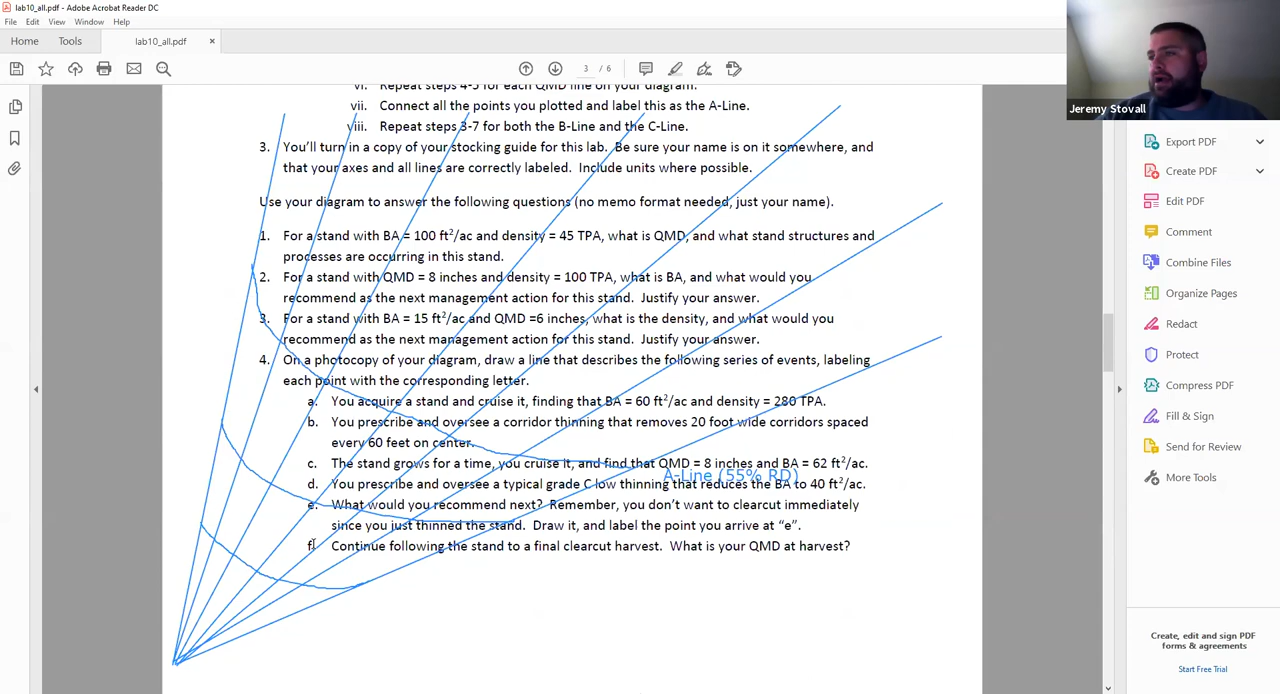 lab10_all.pdf - Adobe Acrobat Reader DC
File Edit View Window Help
Home Tools lab10_all.pdf ×
3 / 6
Jeremy Stovall
vi. Repeat steps 4-5 for each QMD line on your diagram.
vii. Connect all the points you plotted and label this as the A-Line.
viii. Repeat steps 3-7 for both the B-Line and the C-Line.
3. You'll turn in a copy of your stocking guide for this lab. Be sure your name is on it somewhere, and
that your axes and all lines are correctly labeled. Include units where possible.
Use your diagram to answer the following questions (no memo format needed, just your name).
1. For a stand with BA = 100 ft²/ac and density = 45 TPA, what is QMD, and what stand structures and
processes are occurring in this stand.
2. For a stand with QMD = 8 inches and density = 100 TPA, what is BA, and what would you
recommend as the next management action for this stand. Justify your answer.
3. For a stand with BA = 15 ft²/ac and QMD =6 inches, what is the density, and what would you
recommend as the next management action for this stand. Justify your answer.
4. On a photocopy of your diagram, draw a line that describes the following series of events, labeling
each point with the corresponding letter.
a. You acquire a stand and cruise it, finding that BA = 60 ft²/ac and density = 280 TPA.
b. You prescribe and oversee a corridor thinning that removes 20 foot wide corridors spaced
every 60 feet on center.
c. The stand grows for a time, you cruise it, and find that QMD = 8 inches and BA = 62 ft²/ac.
A-Line (55% RD)
d. You prescribe and oversee a typical grade C low thinning that reduces the BA to 40 ft²/ac.
e. What would you recommend next? Remember, you don't want to clearcut immediately
since you just thinned the stand. Draw it, and label the point you arrive at "e".
f. Continue following the stand to a final clearcut harvest. What is your QMD at harvest?
Export PDF
Create PDF
Edit PDF
Comment
Combine Files
Organize Pages
Redact
Protect
Compress PDF
Fill & Sign
Send for Review
More Tools
Create, edit and sign PDF
forms & agreements
Start Free Trial